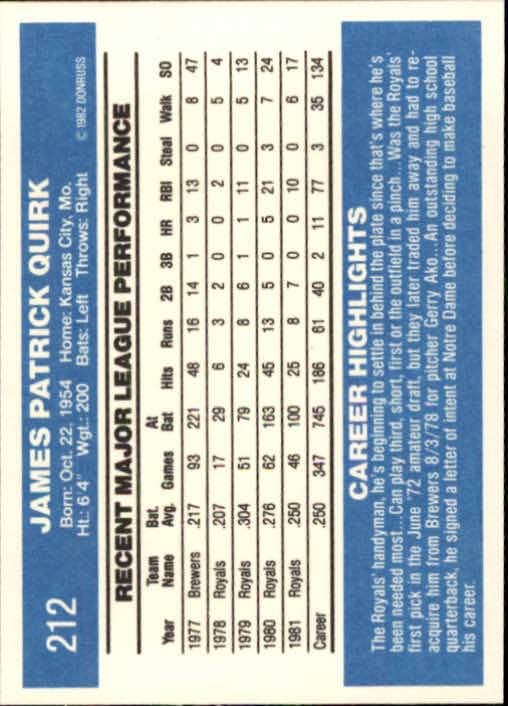 212
JAMES PATRICK QUIRK
Born: Oct. 22, 1954 Home: Kansas City, Mo.
Ht.: 6'4" Wgt.: 200 Bats: Left Throws: Right
© 1982 DONRUSS
RECENT MAJOR LEAGUE PERFORMANCE
Year Team Name Bat. Avg. Games At Bat Hits Runs 2B 3B HR RBI Steal Walk SO
1977 Brewers .217 93 221 48 16 14 1 3 13 0 8 47
1978 Royals .207 17 29 6 3 2 0 0 2 0 5 4
1979 Royals .304 51 79 24 8 6 1 1 11 0 5 13
1980 Royals .276 62 163 45 13 5 0 5 21 3 7 24
1981 Royals .250 46 100 25 8 7 0 0 10 0 6 17
Career .250 347 745 186 61 40 2 11 77 3 35 134
CAREER HIGHLIGHTS
The Royals' handyman, he's beginning to settle in behind the plate since that's where he's
been needed most...Can play third, short, first or the outfield in a pinch...Was the Royals'
first pick in the June '72 amateur draft, but they later traded him away and had to re-
acquire him from Brewers 8/3/78 for pitcher Gerry Ako...An outstanding high school
quarterback, he signed a letter of intent at Notre Dame before deciding to make baseball
his career.